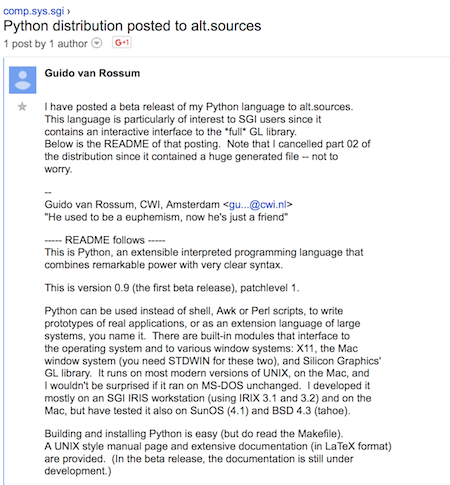 comp.sys.sgi ›
Python distribution posted to alt.sources
1 post by 1 author
G+1
Guido van Rossum
I have posted a beta releast of my Python language to alt.sources.
This language is particularly of interest to SGI users since it
contains an interactive interface to the *full* GL library.
Below is the README of that posting.  Note that I cancelled part 02 of
the distribution since it contained a huge generated file -- not to
worry.
--
Guido van Rossum, CWI, Amsterdam <gu...@cwi.nl>
"He used to be a euphemism, now he's just a friend"
----- README follows -----
This is Python, an extensible interpreted programming language that
combines remarkable power with very clear syntax.
This is version 0.9 (the first beta release), patchlevel 1.
Python can be used instead of shell, Awk or Perl scripts, to write
prototypes of real applications, or as an extension language of large
systems, you name it.  There are built-in modules that interface to
the operating system and to various window systems: X11, the Mac
window system (you need STDWIN for these two), and Silicon Graphics'
GL library.  It runs on most modern versions of UNIX, on the Mac, and
I wouldn't be surprised if it ran on MS-DOS unchanged.  I developed it
mostly on an SGI IRIS workstation (using IRIX 3.1 and 3.2) and on the
Mac, but have tested it also on SunOS (4.1) and BSD 4.3 (tahoe).
Building and installing Python is easy (but do read the Makefile).
A UNIX style manual page and extensive documentation (in LaTeX format)
are provided.  (In the beta release, the documentation is still under
development.)